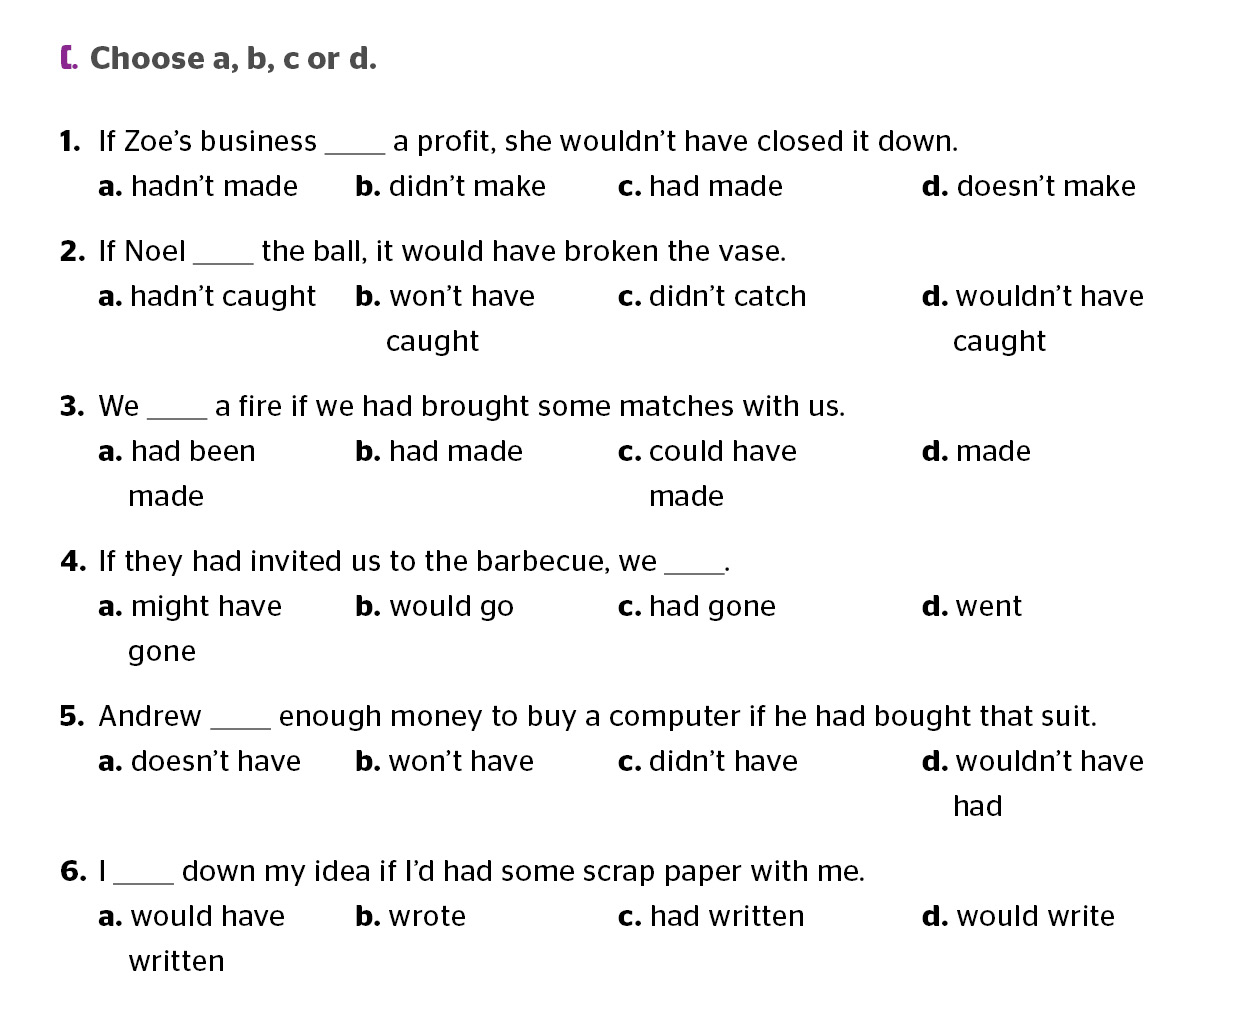 C. Choose a, b, c or d.
1. If Zoe’s business ____ a profit, she wouldn’t have closed it down.
a. hadn’t made b. didn’t make c. had made d. doesn’t make
2. If Noel ____ the ball, it would have broken the vase.
a. hadn’t caught b. won’t have c. didn’t catch d. wouldn’t have
caught caught
3. We ____ a fire if we had brought some matches with us.
a. had been b. had made c. could have d. made
made made
4. If they had invited us to the barbecue, we ____.
a. might have b. would go c. had gone d. went
gone
5. Andrew ____ enough money to buy a computer if he had bought that suit.
a. doesn’t have b. won’t have c. didn’t have d. wouldn’t have
had
6. I ____ down my idea if I’d had some scrap paper with me.
a. would have b. wrote c. had written d. would write
written